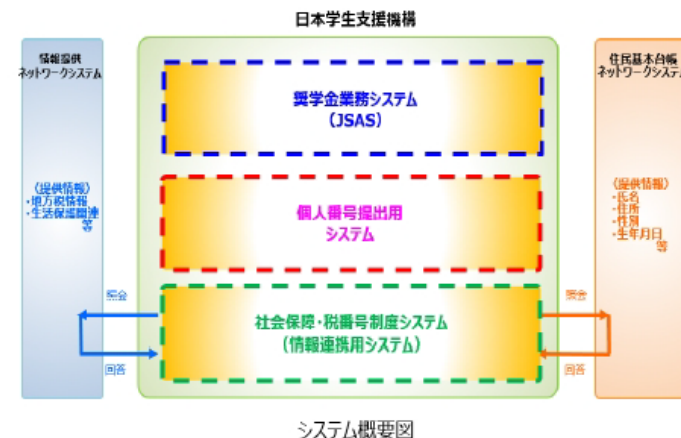 日本学生支援機構
情報提供
ネットワークシステム
(提供情報)
・地方税情報
・生活保護関連
等
照会
回答
奨学金業務システム
(JSAS)
個人番号提出用
システム
社会保障・税番号制度システム
(情報連携用システム)
住民基本台帳
ネットワークシステム
(提供情報)
・氏名
・住所
・性別
・生年月日
等
照会
回答
システム概要図